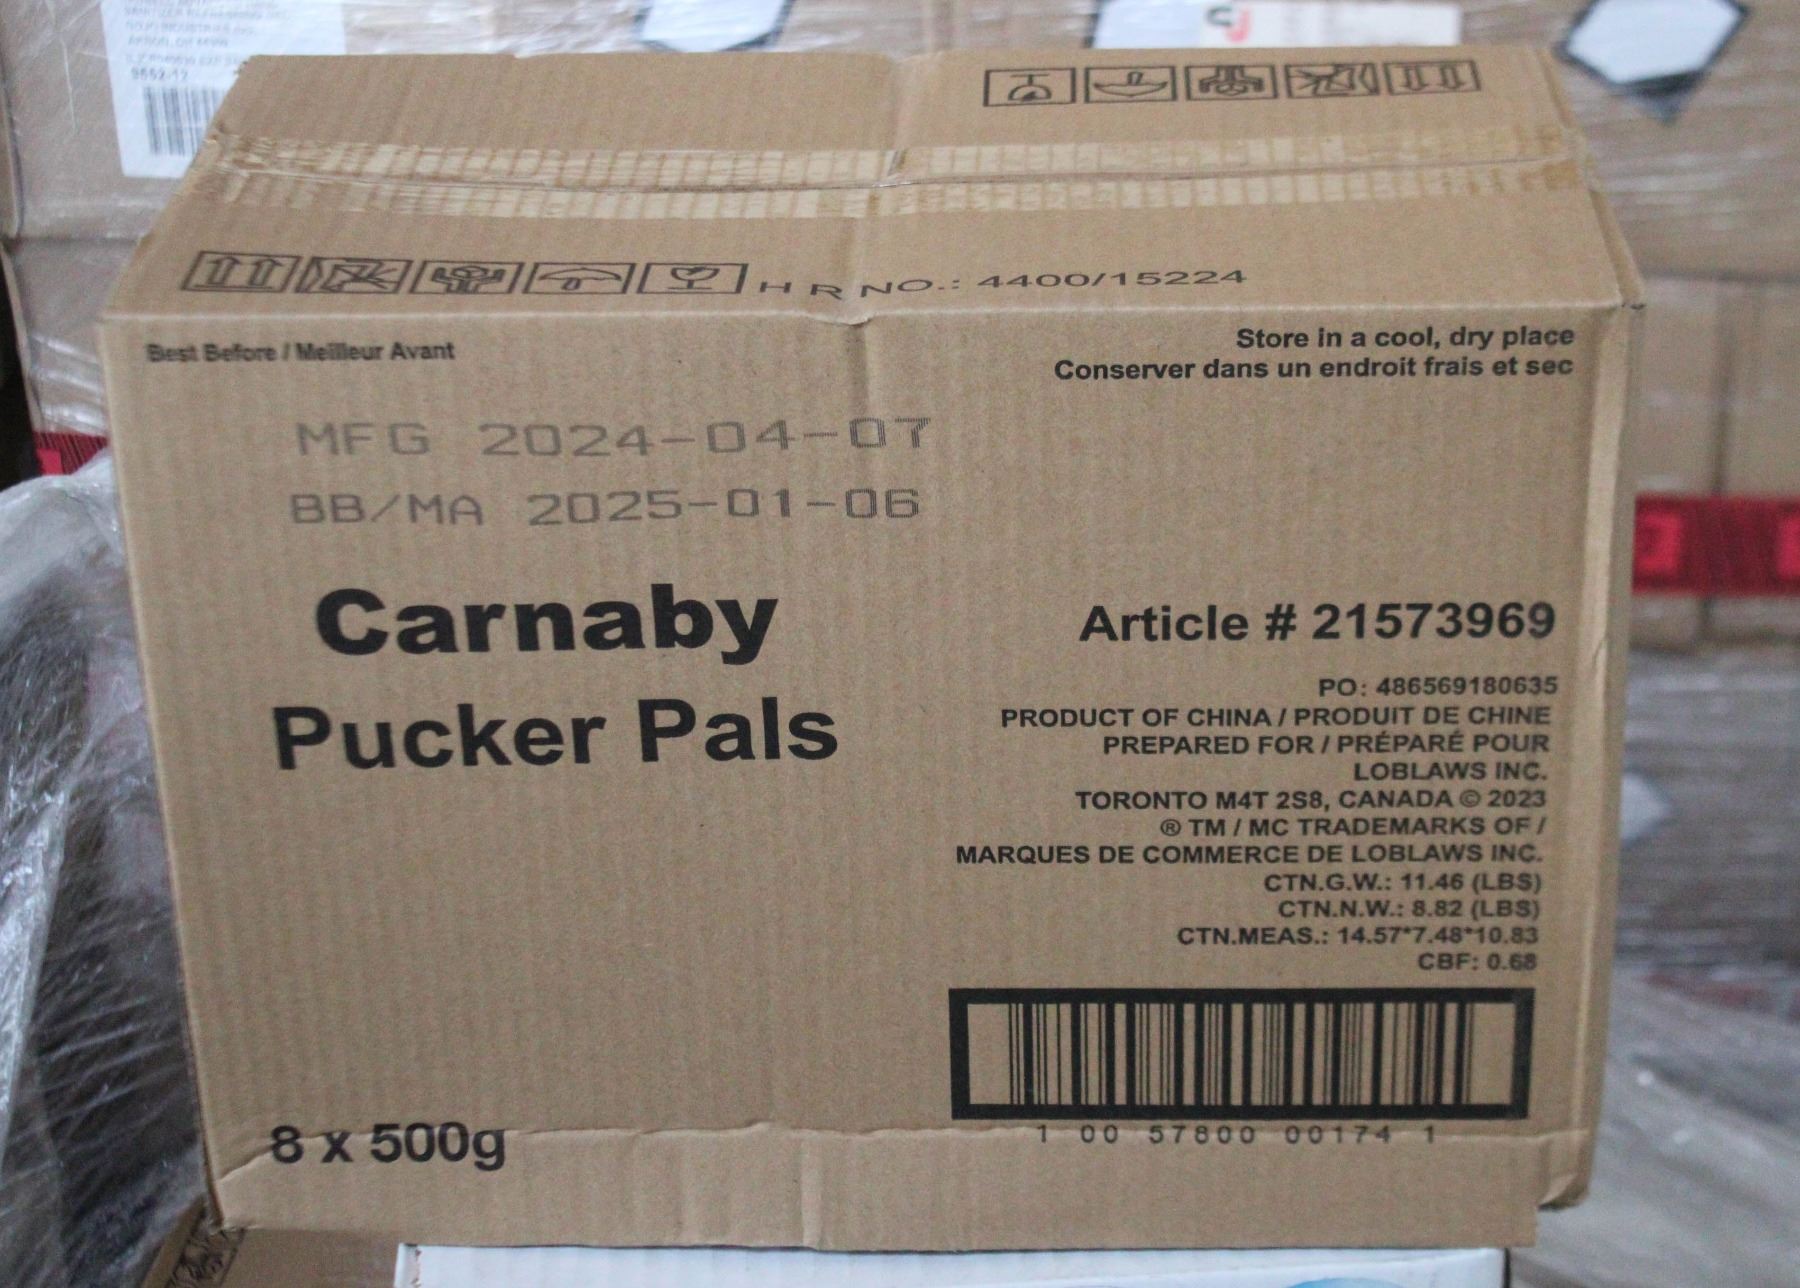 9652-12
H R NO.: 4400/15224
Best Before / Meilleur Avant
Store in a cool, dry place
Conserver dans un endroit frais et sec
MFG 2024-04-07
BB/MA 2025-01-06
Carnaby
Pucker Pals
Article # 21573969
PO: 486569180635
PRODUCT OF CHINA / PRODUIT DE CHINE
PREPARED FOR / PRÉPARÉ POUR
LOBLAWS INC.
TORONTO M4T 2S8, CANADA © 2023
® TM / MC TRADEMARKS OF /
MARQUES DE COMMERCE DE LOBLAWS INC.
CTN.G.W.: 11.46 (LBS)
CTN.N.W.: 8.82 (LBS)
CTN.MEAS.: 14.57*7.48*10.83
CBF: 0.68
8 x 500g
1 00 57800 00174 1